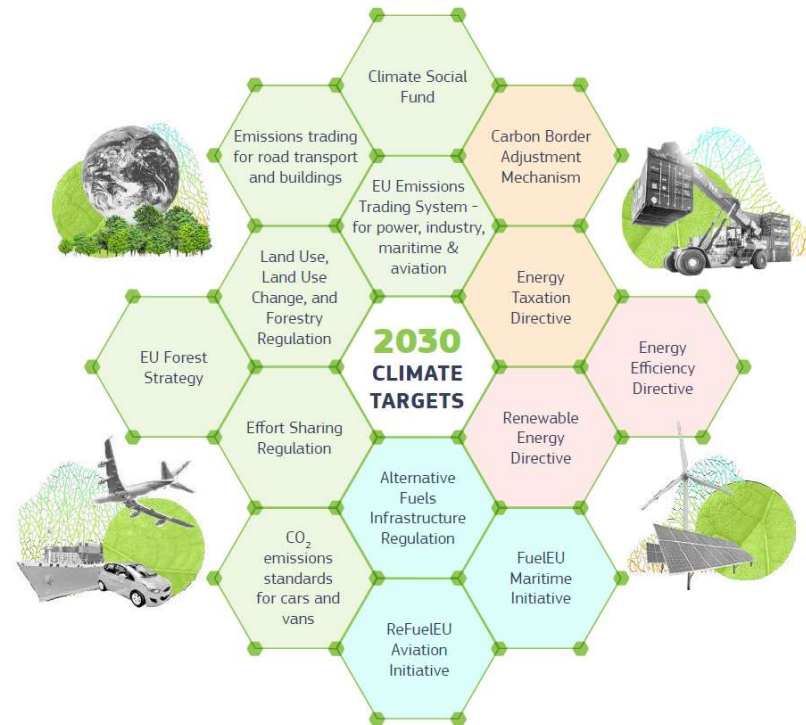 Climate Social
Fund
Emissions trading
for road transport
and buildings
Carbon Border
Adjustment
Mechanism
EU Emissions
Trading System -
for power, industry,
maritime &
aviation
Land Use,
Land Use
Change, and
Forestry
Regulation
Energy
Taxation
Directive
EU Forest
Strategy
2030
CLIMATE
TARGETS
Energy
Efficiency
Directive
Effort Sharing
Regulation
Renewable
Energy
Directive
Alternative
Fuels
Infrastructure
Regulation
CO₂
emissions
standards
for cars and
vans
FuelEU
Maritime
Initiative
ReFuelEU
Aviation
Initiative